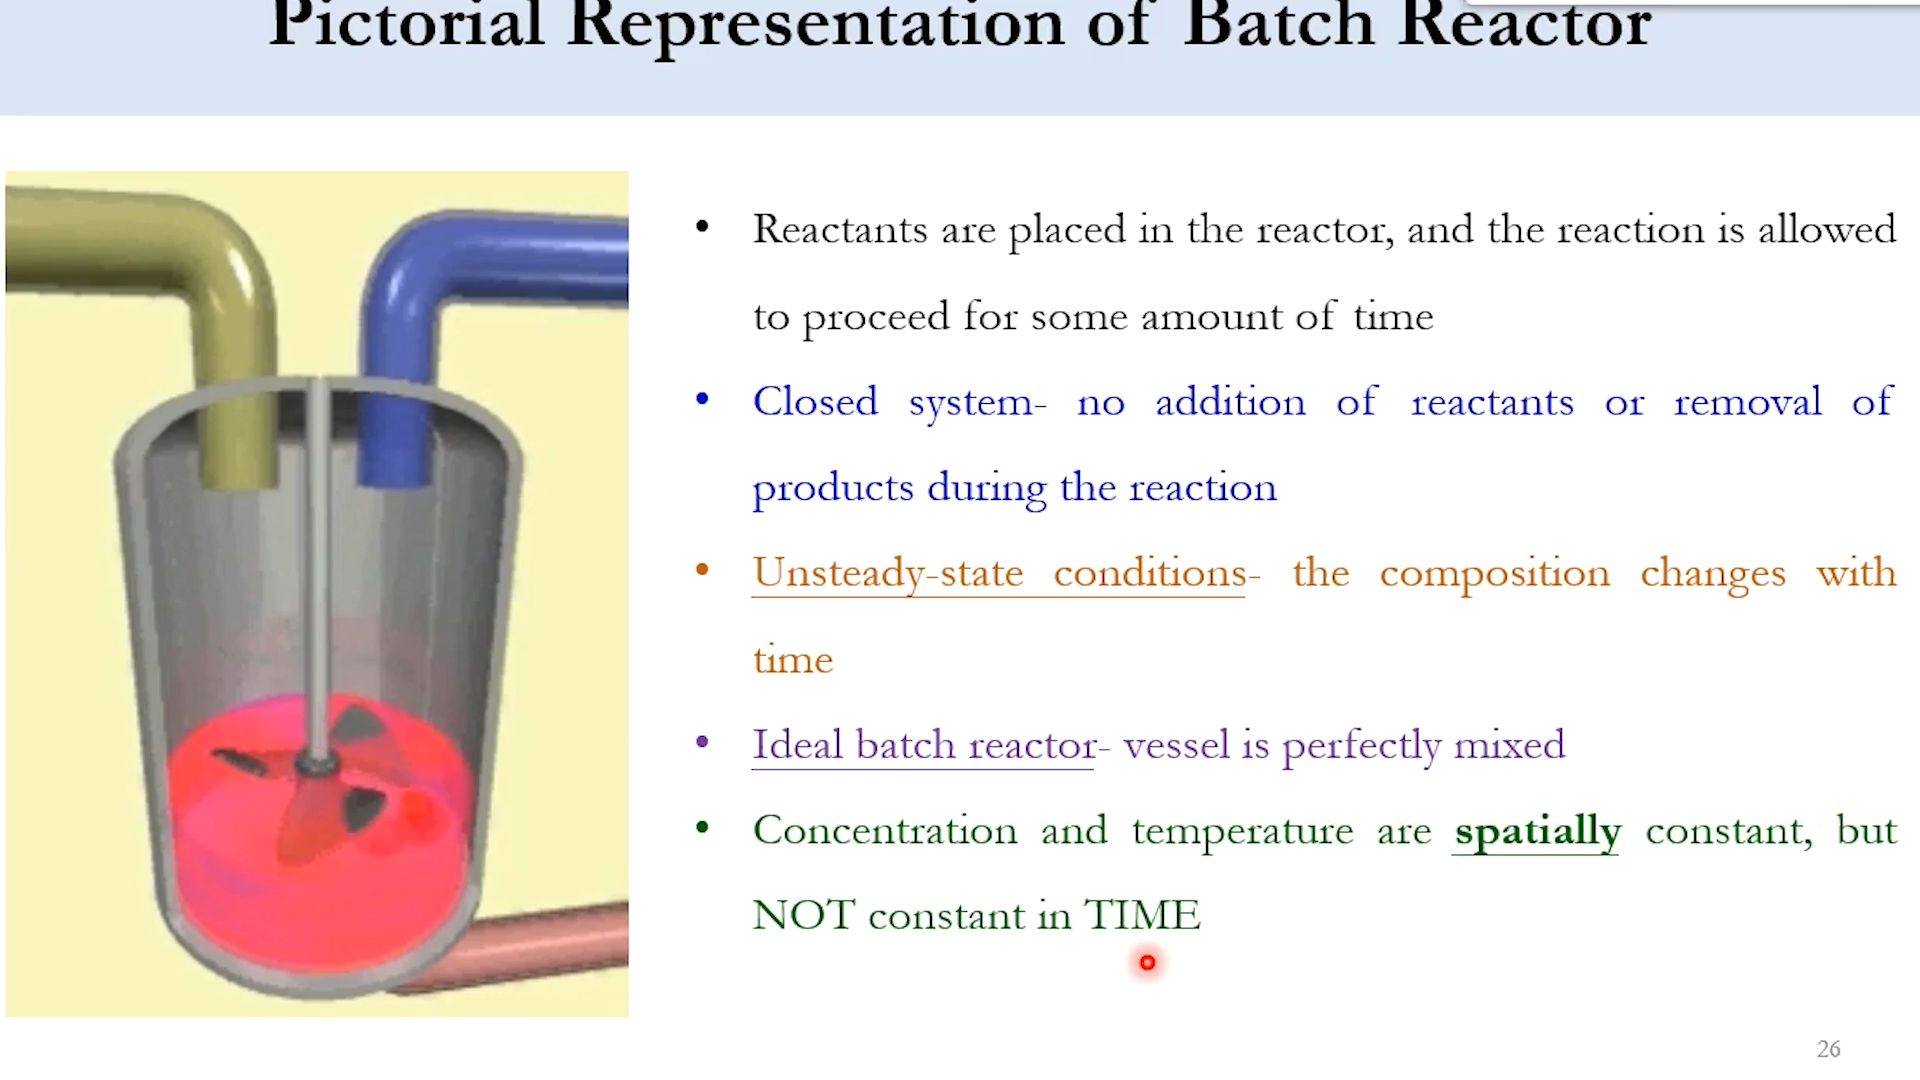 Pictorial Representation of Batch Reactor
• Reactants are placed in the reactor, and the reaction is allowed
to proceed for some amount of time
• Closed system- no addition of reactants or removal of
products during the reaction
• Unsteady-state conditions- the composition changes with
time
• Ideal batch reactor- vessel is perfectly mixed
• Concentration and temperature are spatially constant, but
NOT constant in TIME
26